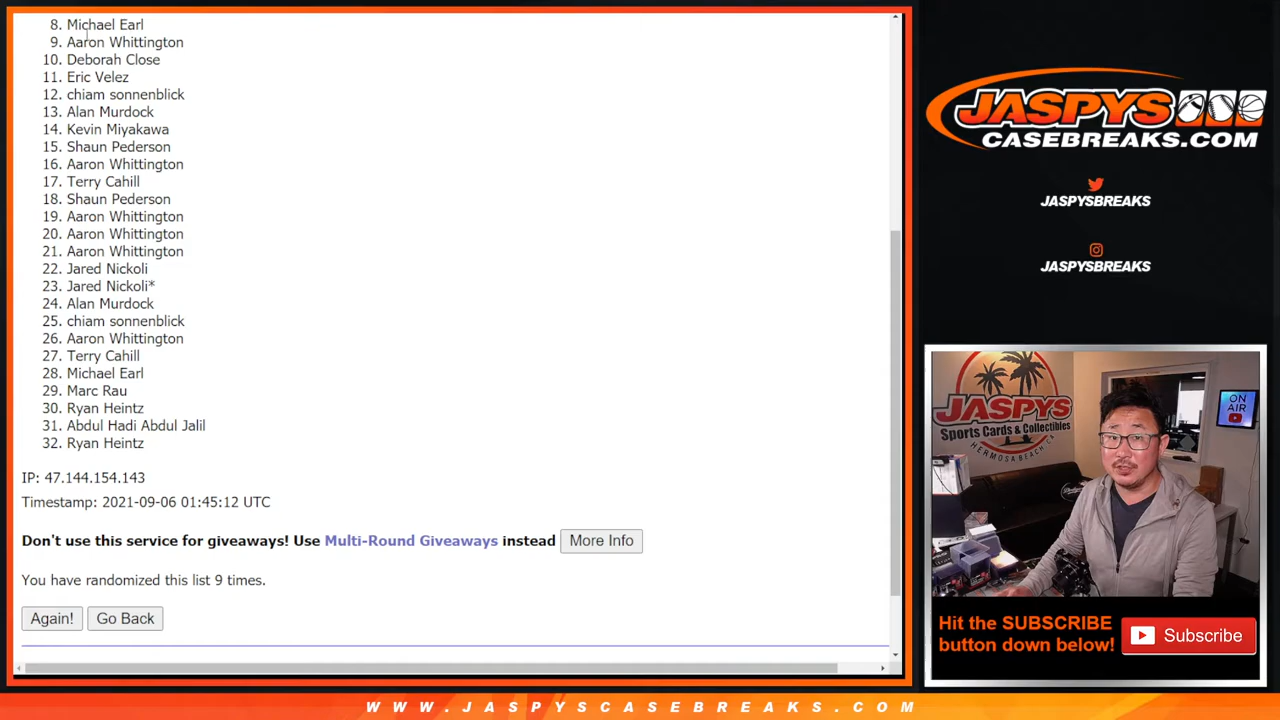 8. Michael Earl
9. Aaron Whittington
10. Deborah Close
11. Eric Velez
12. chiam sonnenblick
13. Alan Murdock
14. Kevin Miyakawa
15. Shaun Pederson
16. Aaron Whittington
17. Terry Cahill
18. Shaun Pederson
19. Aaron Whittington
20. Aaron Whittington
21. Aaron Whittington
22. Jared Nickoli
23. Jared Nickoli*
24. Alan Murdock
25. chiam sonnenblick
26. Aaron Whittington
27. Terry Cahill
28. Michael Earl
29. Marc Rau
30. Ryan Heintz
31. Abdul Hadi Abdul Jalil
32. Ryan Heintz
IP: 47.144.154.143
Timestamp: 2021-09-06 01:45:12 UTC
Don't use this service for giveaways! Use Multi-Round Giveaways instead More Info
You have randomized this list 9 times.
Again! Go Back
JASPYS
CASEBREAKS.COM
JASPYSBREAKS
JASPYSBREAKS
JASPYS
Sports Cards & Collectibles
HERMOSA BEACH, CA
ON
AIR
Hit the SUBSCRIBE
button down below!
Subscribe
WWW.JASPYSCASEBREAKS.COM